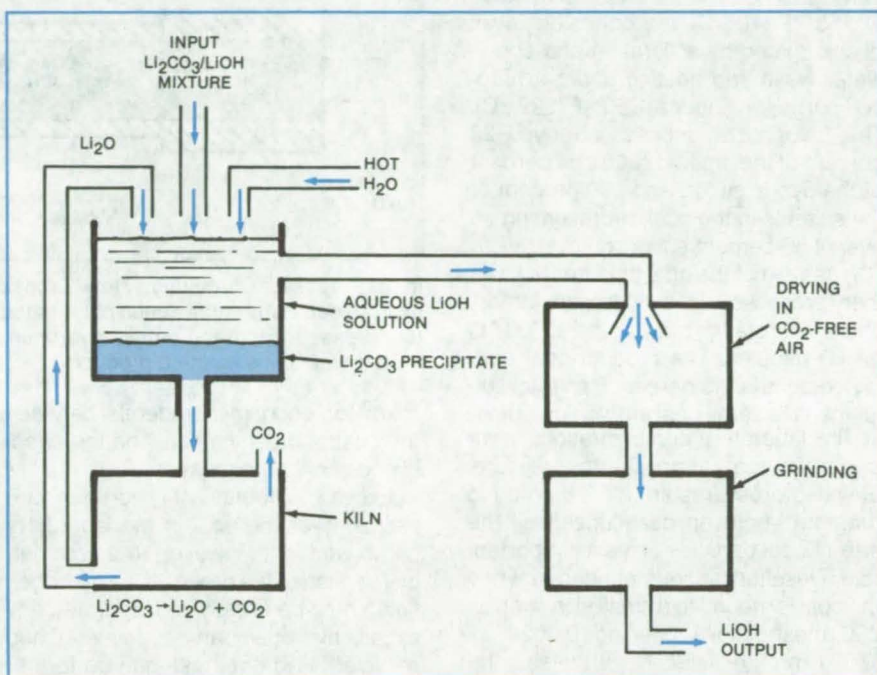 INPUT
Li₂CO₃/LiOH
MIXTURE
Li₂O
HOT
H₂O
AQUEOUS LiOH
SOLUTION
Li₂CO₃ PRECIPITATE
DRYING
IN
CO₂-FREE
AIR
CO₂
KILN
GRINDING
Li₂CO₃→Li₂O + CO₂
LiOH
OUTPUT